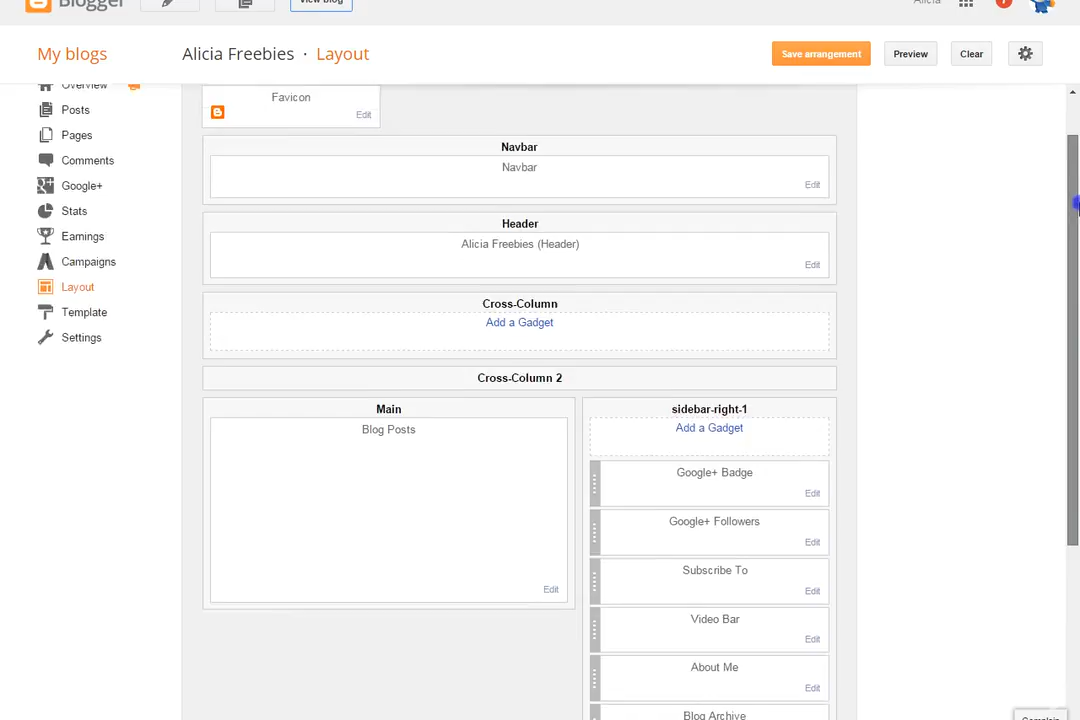 Blogger
View blog
Alicia
My blogs
Alicia Freebies · Layout
Save arrangement
Preview
Clear
Overview
Posts
Pages
Comments
Google+
Stats
Earnings
Campaigns
Layout
Template
Settings
Favicon
Edit
Navbar
Navbar
Edit
Header
Alicia Freebies (Header)
Edit
Cross-Column
Add a Gadget
Cross-Column 2
Main
Blog Posts
Edit
sidebar-right-1
Add a Gadget
Google+ Badge
Edit
Google+ Followers
Edit
Subscribe To
Edit
Video Bar
Edit
About Me
Edit
Blog Archive
Complain